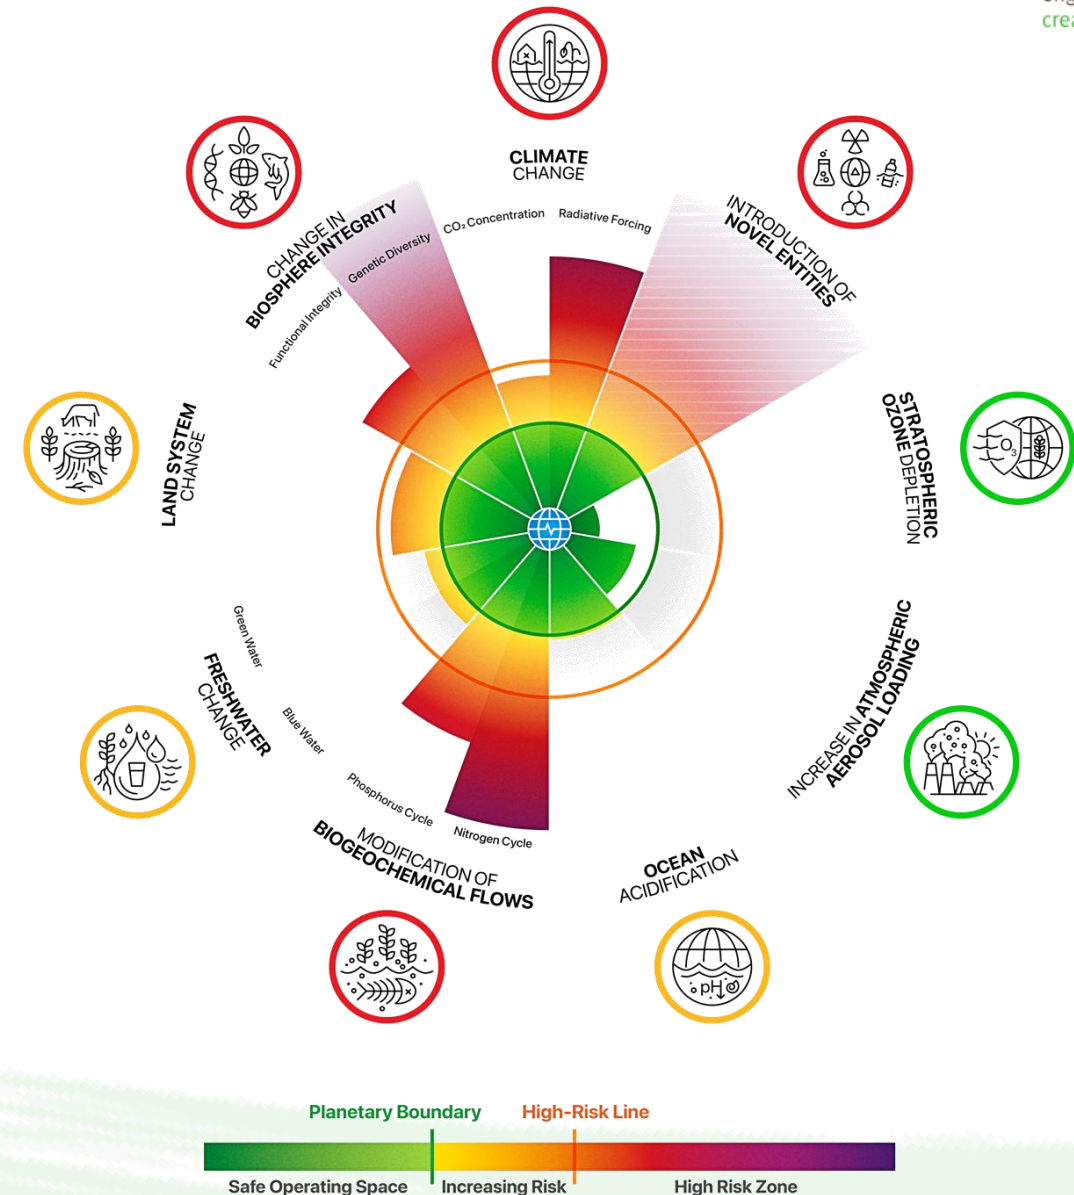 crea
CLIMATE
CHANGE
CO₂ Concentration
Radiative Forcing
INTRODUCTION OF
NOVEL ENTITIES
CHANGE IN
BIOSPHERE INTEGRITY
Genetic Diversity
Functional Integrity
STRATOSPHERIC
OZONE DEPLETION
O₃
LAND SYSTEM
CHANGE
INCREASE IN ATMOSPHERIC
AEROSOL LOADING
Green Water
FRESHWATER
CHANGE
Blue Water
Phosphorus Cycle
Nitrogen Cycle
MODIFICATION OF
BIOGEOCHEMICAL FLOWS
OCEAN
ACIDIFICATION
pH
Planetary Boundary
High-Risk Line
Safe Operating Space
Increasing Risk
High Risk Zone